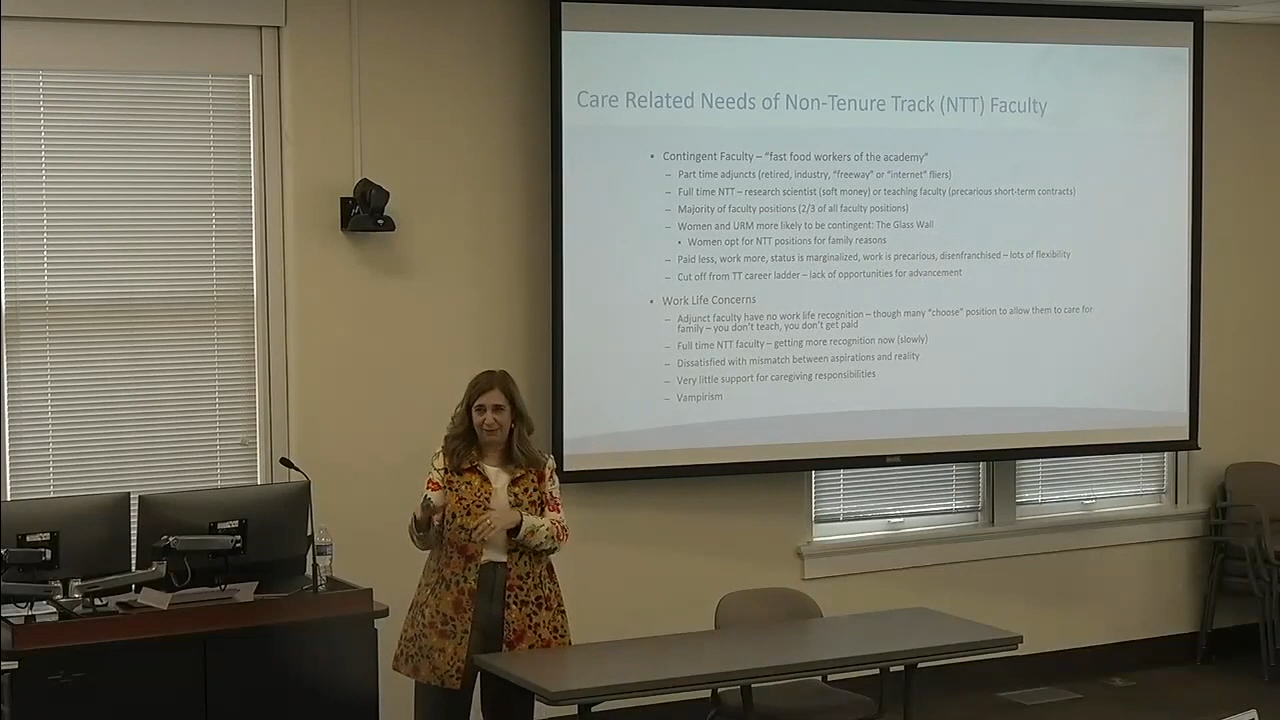 Care Related Needs of Non-Tenure Track (NTT) Faculty
• Contingent Faculty – "fast food workers of the academy"
– Part time adjuncts (retired, industry, "freeway" or "internet" fliers)
– Full time NTT – research scientist (soft money) or teaching faculty (precarious short-term contracts)
– Majority of faculty positions (2/3 of all faculty positions)
– Women and URM more likely to be contingent: The Glass Wall
• Women opt for NTT positions for family reasons
– Paid less, work more, status is marginalized, work is precarious, disenfranchised – lots of flexibility
– Cut off from TT career ladder – lack of opportunities for advancement
• Work Life Concerns
– Adjunct faculty have no work life recognition – though many "choose" position to allow them to care for
family – you don't teach, you don't get paid
– Full time NTT faculty – getting more recognition now (slowly)
– Dissatisfied with mismatch between aspirations and reality
– Very little support for caregiving responsibilities
– Vampirism